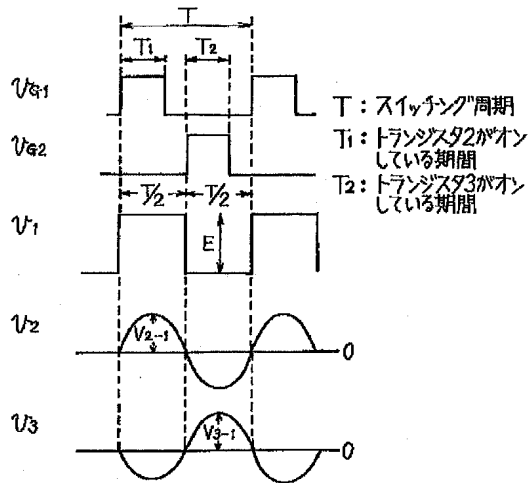 T
T₁
T₂
VG1
VG2
T/2
T/2
V₁
E
V₂
V₂₋₁
0
V₃
V₃₋₁
0
T : スイッチング周期
T₁ : トランジスタ2がオン
している期間
T₂ : トランジスタ3がオン
している期間